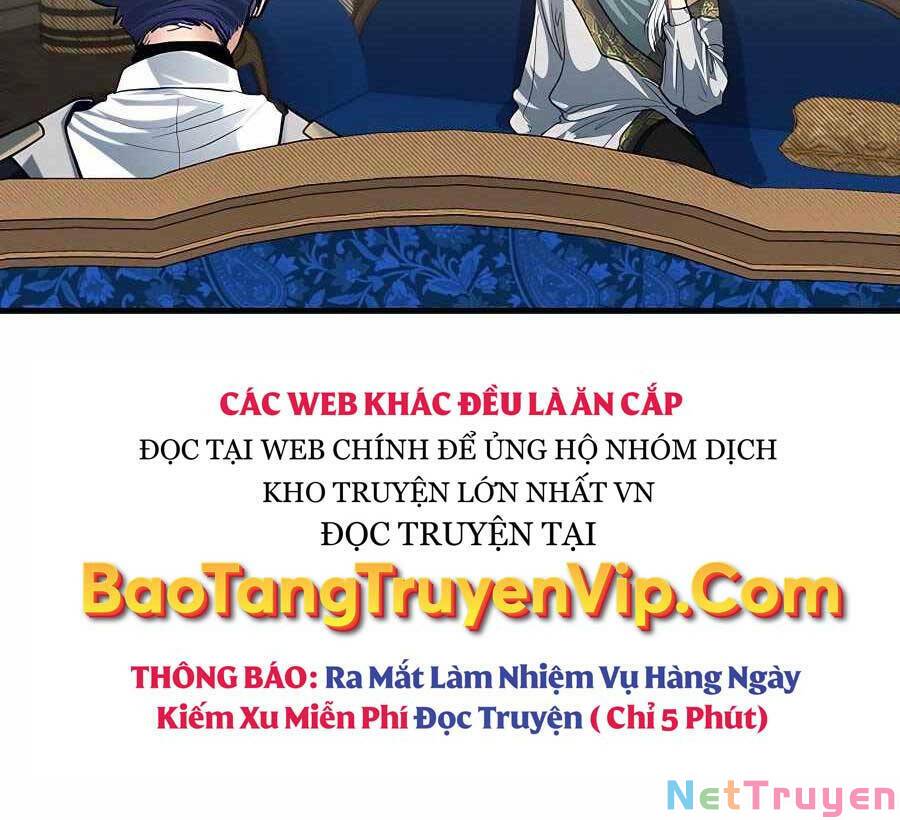 CÁC WEB KHÁC ĐỀU LÀ ĂN CẮP
ĐỌC TẠI WEB CHÍNH ĐỂ ỦNG HỘ NHÓM DỊCH
KHO TRUYỆN LỚN NHẤT VN
ĐỌC TRUYỆN TẠI
BaoTangTruyenVip.Com
THÔNG BÁO: Ra Mắt Làm Nhiệm Vụ Hàng Ngày
Kiếm Xu Miễn Phí Đọc Truyện ( Chỉ 5 Phút)
NetTruyen